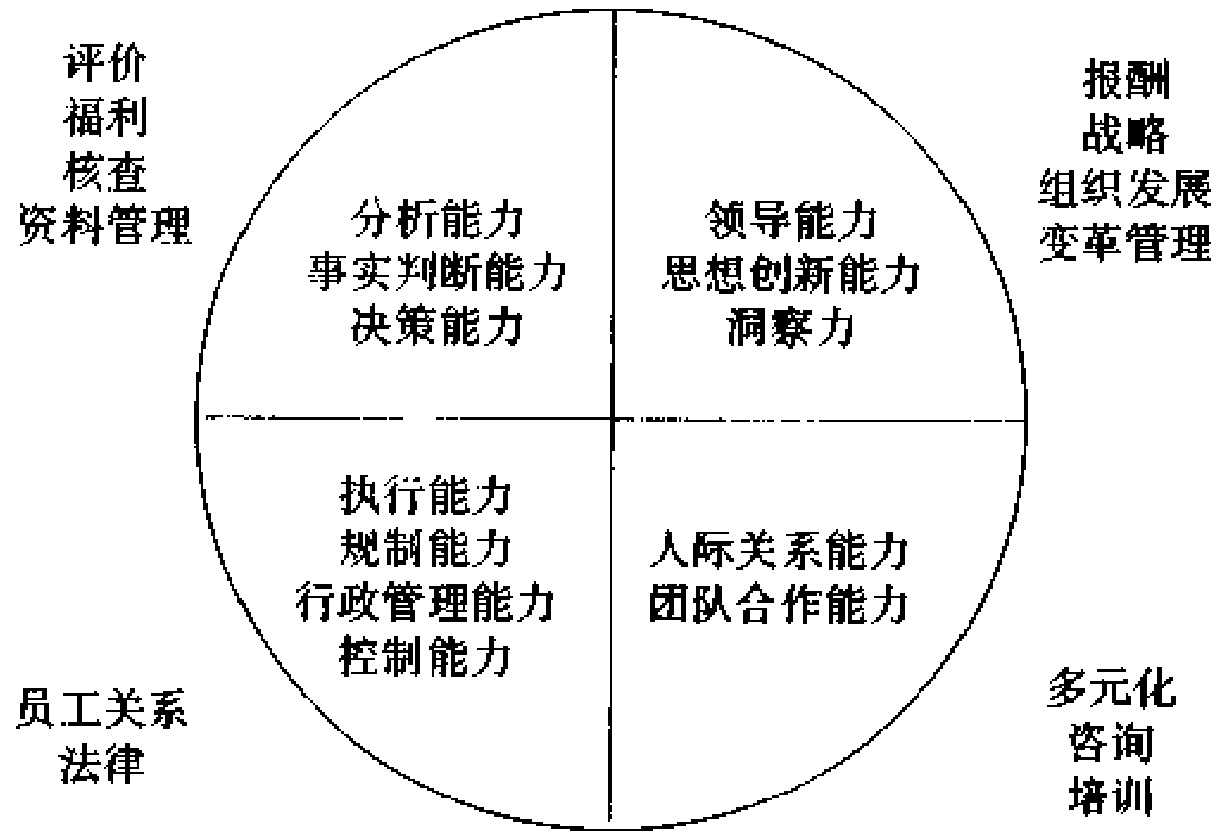 评价
福利
核查
资料管理
报酬
战略
组织发展
变革管理
分析能力
事实判断能力
决策能力
领导能力
思想创新能力
洞察力
执行能力
规制能力
行政管理能力
控制能力
人际关系能力
团队合作能力
员工关系
法律
多元化
咨询
培训